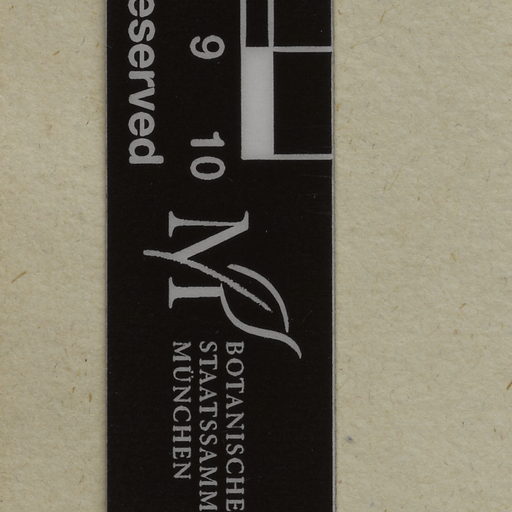 eserved
9
10
M
BOTANISCHE
STAATSSAMM
MÜNCHEN